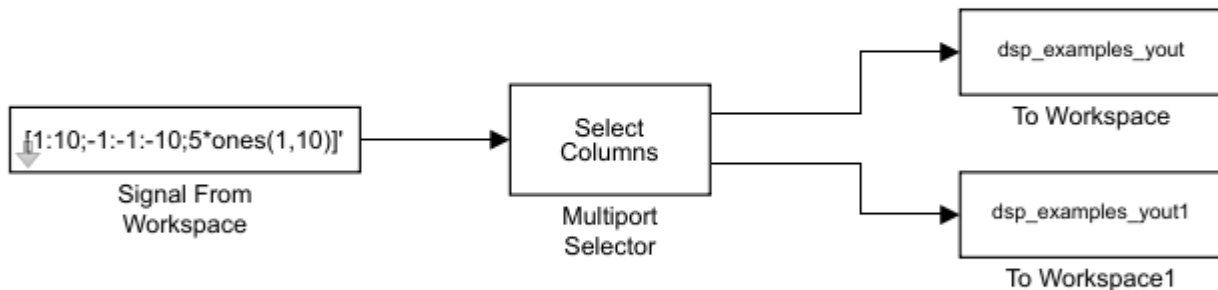 [1:10;-1:-1:-10;5*ones(1,10)]'
Signal From
Workspace
Select
Columns
Multiport
Selector
dsp_examples_yout
To Workspace
dsp_examples_yout1
To Workspace1